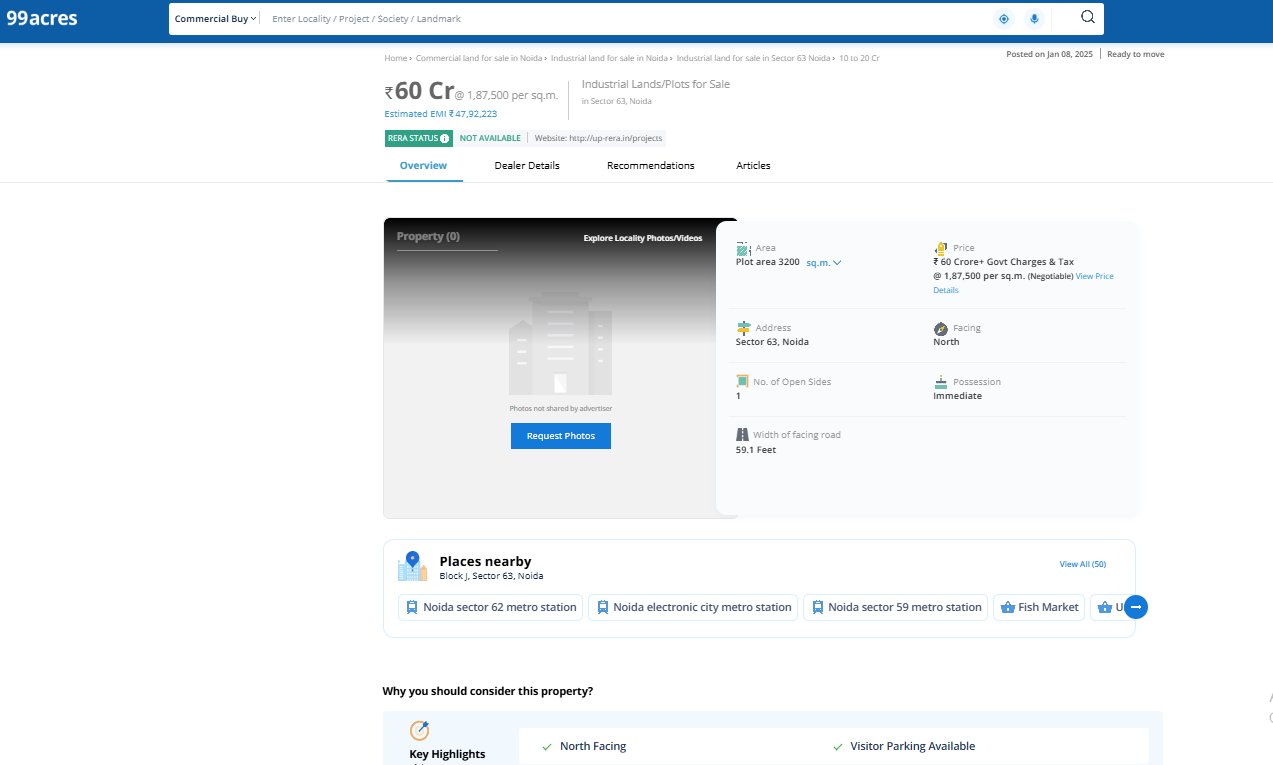 99acres
Commercial Buy
Enter Locality / Project / Society / Landmark
Home › Commercial land for sale in Noida › Industrial land for sale in Noida › Industrial land for sale in Sector 63 Noida › 10 to 20 Cr
Posted on Jan 08, 2025 | Ready to move
₹60 Cr @ 1,87,500 per sq.m.
Estimated EMI ₹ 47,92,223
Industrial Lands/Plots for Sale
in Sector 63, Noida
RERA STATUS NOT AVAILABLE | Website: http://up-rera.in/projects
Overview Dealer Details Recommendations Articles
Property (0)
Explore Locality Photos/Videos
Photos not shared by advertiser
Request Photos
Area
Plot area 3200 sq.m.
Price
₹ 60 Crore+ Govt Charges & Tax
@ 1,87,500 per sq.m. (Negotiable) View Price
Details
Address
Sector 63, Noida
Facing
North
No. of Open Sides
1
Possession
Immediate
Width of facing road
59.1 Feet
Places nearby
Block J, Sector 63, Noida
View All (50)
Noida sector 62 metro station
Noida electronic city metro station
Noida sector 59 metro station
Fish Market
Why you should consider this property?
Key Highlights
North Facing
Visitor Parking Available